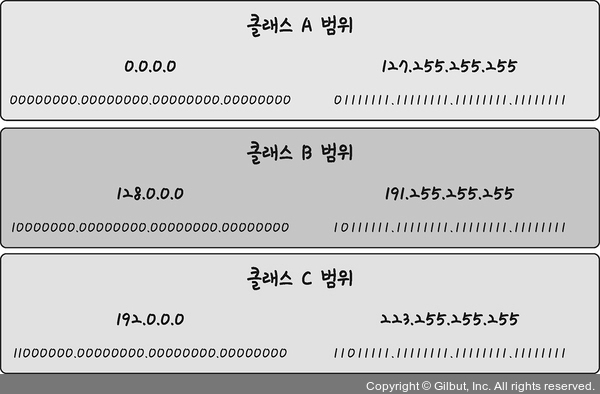 클래스 A 범위
0.0.0.0 127.255.255.255
00000000.00000000.00000000.00000000 01111111.11111111.11111111.11111111
클래스 B 범위
128.0.0.0 191.255.255.255
10000000.00000000.00000000.00000000 10111111.11111111.11111111.11111111
클래스 C 범위
192.0.0.0 223.255.255.255
11000000.00000000.00000000.00000000 11011111.11111111.11111111.11111111
Copyright © Gilbut, Inc. All rights reserved.